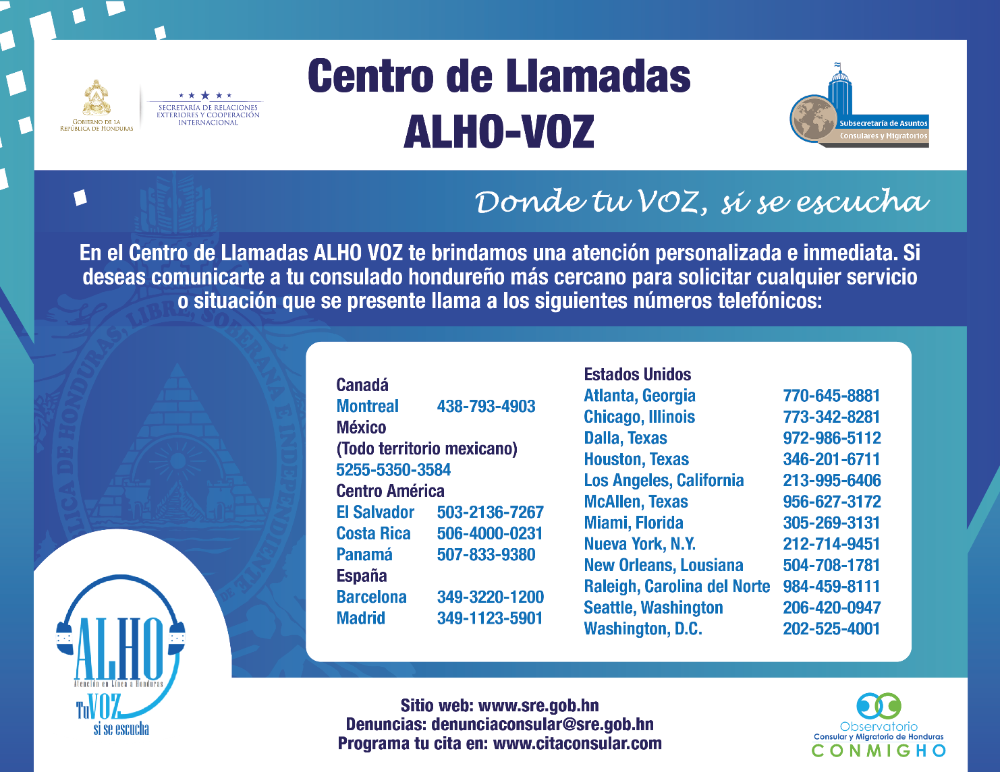 GOBIERNO DE LA
REPÚBLICA DE HONDURAS
SECRETARÍA DE RELACIONES
EXTERIORES Y COOPERACIÓN
INTERNACIONAL
Centro de Llamadas
ALHO-VOZ
Subsecretaría de Asuntos
Consulares y Migratorios
Donde tu VOZ, si se escucha
En el Centro de Llamadas ALHO VOZ te brindamos una atención personalizada e inmediata. Si
deseas comunicarte a tu consulado hondureño más cercano para solicitar cualquier servicio
o situación que se presente llama a los siguientes números telefónicos:
LICA DE HONDURAS, LIBRE, SOBERANA E INDEPENDIENTE
DE
Canadá
Montreal 438-793-4903
México
(Todo territorio mexicano)
5255-5350-3584
Centro América
El Salvador 503-2136-7267
Costa Rica 506-4000-0231
Panamá 507-833-9380
España
Barcelona 349-3220-1200
Madrid 349-1123-5901
Estados Unidos
Atlanta, Georgia 770-645-8881
Chicago, Illinois 773-342-8281
Dalla, Texas 972-986-5112
Houston, Texas 346-201-6711
Los Angeles, California 213-995-6406
McAllen, Texas 956-627-3172
Miami, Florida 305-269-3131
Nueva York, N.Y. 212-714-9451
New Orleans, Lousiana 504-708-1781
Raleigh, Carolina del Norte 984-459-8111
Seattle, Washington 206-420-0947
Washington, D.C. 202-525-4001
ALHO
Atención en Línea a Honduras
Tu VOZ
si se escucha
Sitio web: www.sre.gob.hn
Denuncias: denunciaconsular@sre.gob.hn
Programa tu cita en: www.citaconsular.com
Observatorio
Consular y Migratorio de Honduras
CONMIGHO